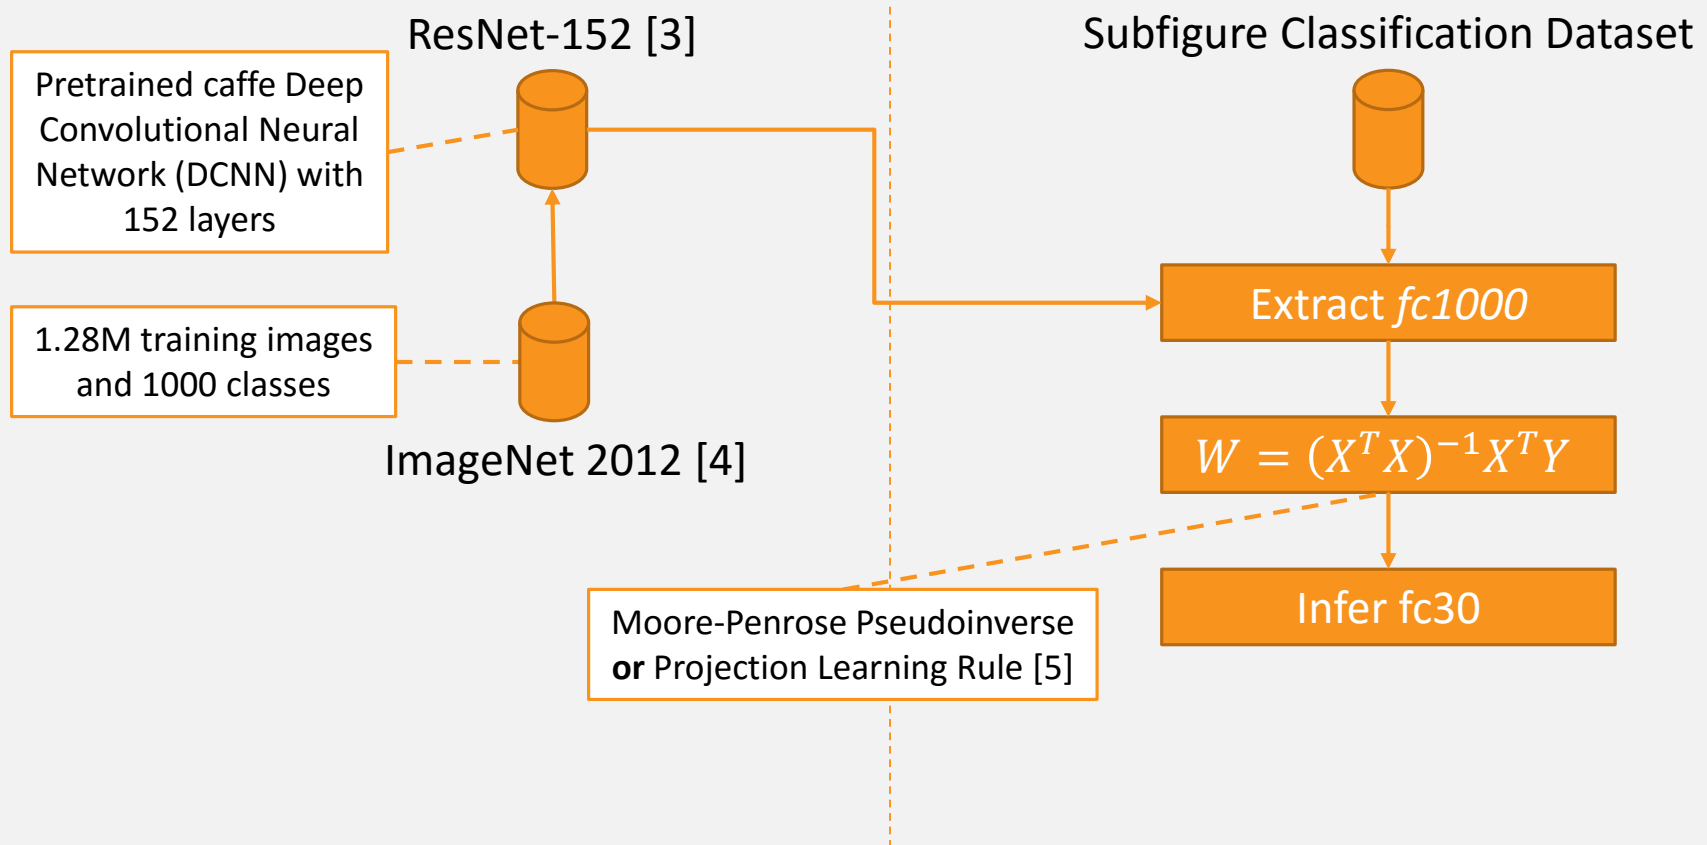 ResNet-152 [3]
Pretrained caffe Deep
Convolutional Neural
Network (DCNN) with
152 layers
1.28M training images
and 1000 classes
ImageNet 2012 [4]
Subfigure Classification Dataset
Extract fc1000
W = (X^T X)^{-1} X^T Y
Moore-Penrose Pseudoinverse
or Projection Learning Rule [5]
Infer fc30